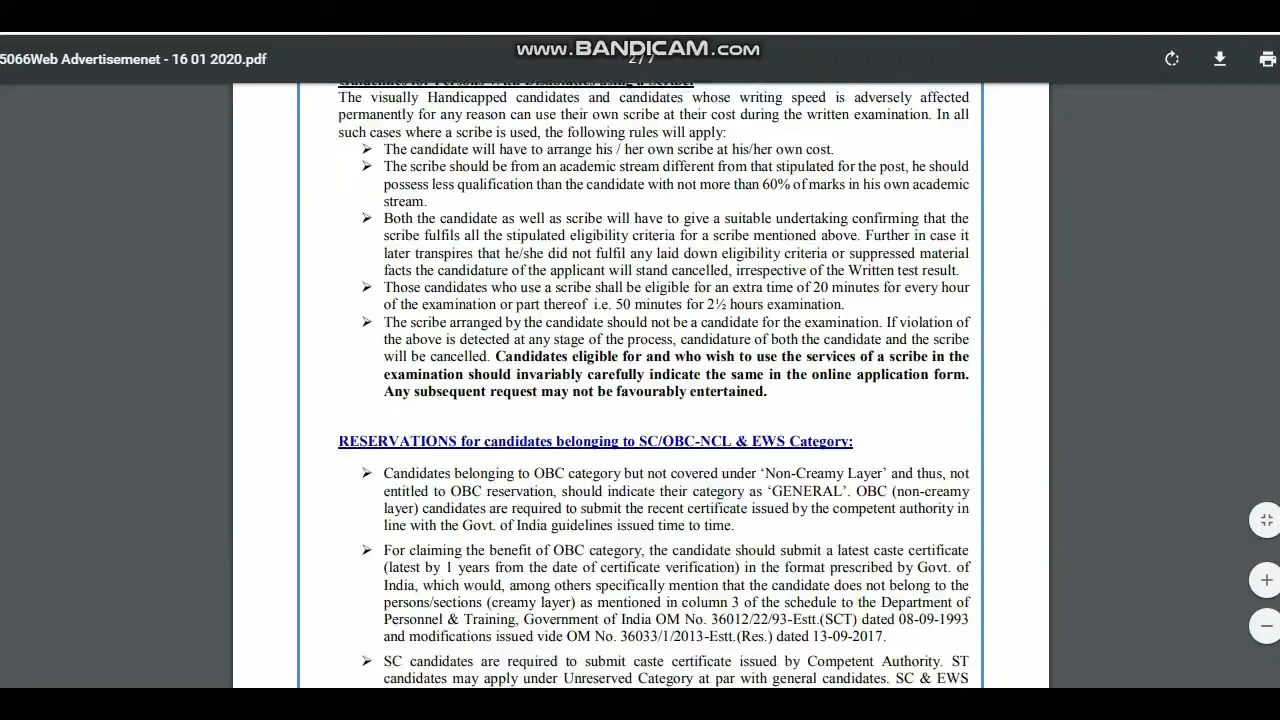 www.BANDICAM.com
5066Web Advertisemenet - 16 01 2020.pdf
2 / 7
Guidelines for Persons With Disabilities using a Scribe:
The visually Handicapped candidates and candidates whose writing speed is adversely affected
permanently for any reason can use their own scribe at their cost during the written examination. In all
such cases where a scribe is used, the following rules will apply:
➢ The candidate will have to arrange his / her own scribe at his/her own cost.
➢ The scribe should be from an academic stream different from that stipulated for the post, he should
possess less qualification than the candidate with not more than 60% of marks in his own academic
stream.
➢ Both the candidate as well as scribe will have to give a suitable undertaking confirming that the
scribe fulfils all the stipulated eligibility criteria for a scribe mentioned above. Further in case it
later transpires that he/she did not fulfil any laid down eligibility criteria or suppressed material
facts the candidature of the applicant will stand cancelled, irrespective of the Written test result.
➢ Those candidates who use a scribe shall be eligible for an extra time of 20 minutes for every hour
of the examination or part thereof i.e. 50 minutes for 2½ hours examination.
➢ The scribe arranged by the candidate should not be a candidate for the examination. If violation of
the above is detected at any stage of the process, candidature of both the candidate and the scribe
will be cancelled. Candidates eligible for and who wish to use the services of a scribe in the
examination should invariably carefully indicate the same in the online application form.
Any subsequent request may not be favourably entertained.
RESERVATIONS for candidates belonging to SC/OBC-NCL & EWS Category:
➢ Candidates belonging to OBC category but not covered under ‘Non-Creamy Layer’ and thus, not
entitled to OBC reservation, should indicate their category as ‘GENERAL’. OBC (non-creamy
layer) candidates are required to submit the recent certificate issued by the competent authority in
line with the Govt. of India guidelines issued time to time.
➢ For claiming the benefit of OBC category, the candidate should submit a latest caste certificate
(latest by 1 years from the date of certificate verification) in the format prescribed by Govt. of
India, which would, among others specifically mention that the candidate does not belong to the
persons/sections (creamy layer) as mentioned in column 3 of the schedule to the Department of
Personnel & Training, Government of India OM No. 36012/22/93-Estt.(SCT) dated 08-09-1993
and modifications issued vide OM No. 36033/1/2013-Estt.(Res.) dated 13-09-2017.
➢ SC candidates are required to submit caste certificate issued by Competent Authority. ST
candidates may apply under Unreserved Category at par with general candidates. SC & EWS